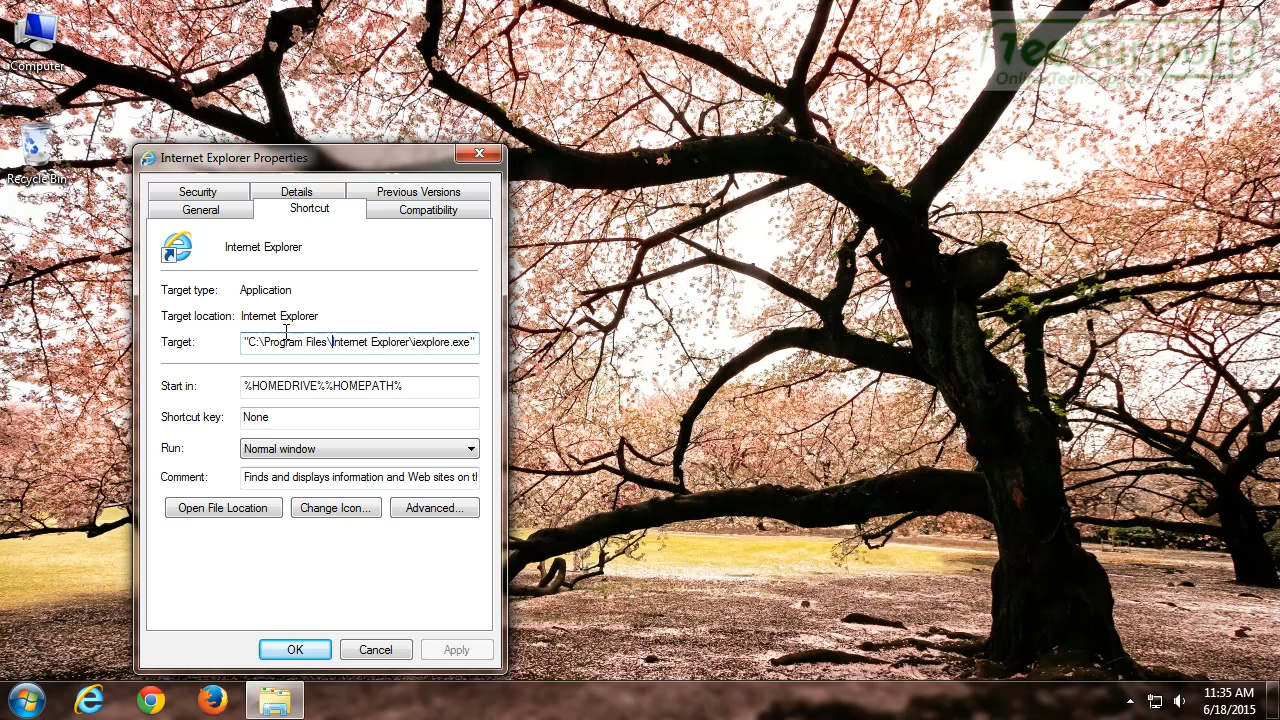 Computer
Recycle Bin
Tee Support
Internet Explorer Properties
Security Details Previous Versions
General Shortcut Compatibility
Internet Explorer
Target type: Application
Target location: Internet Explorer
Target: "C:\Program Files\Internet Explorer\iexplore.exe"
Start in: %HOMEDRIVE%%HOMEPATH%
Shortcut key: None
Run: Normal window
Comment: Finds and displays information and Web sites on tl
Open File Location Change Icon... Advanced...
OK Cancel Apply
11:35 AM
6/18/2015